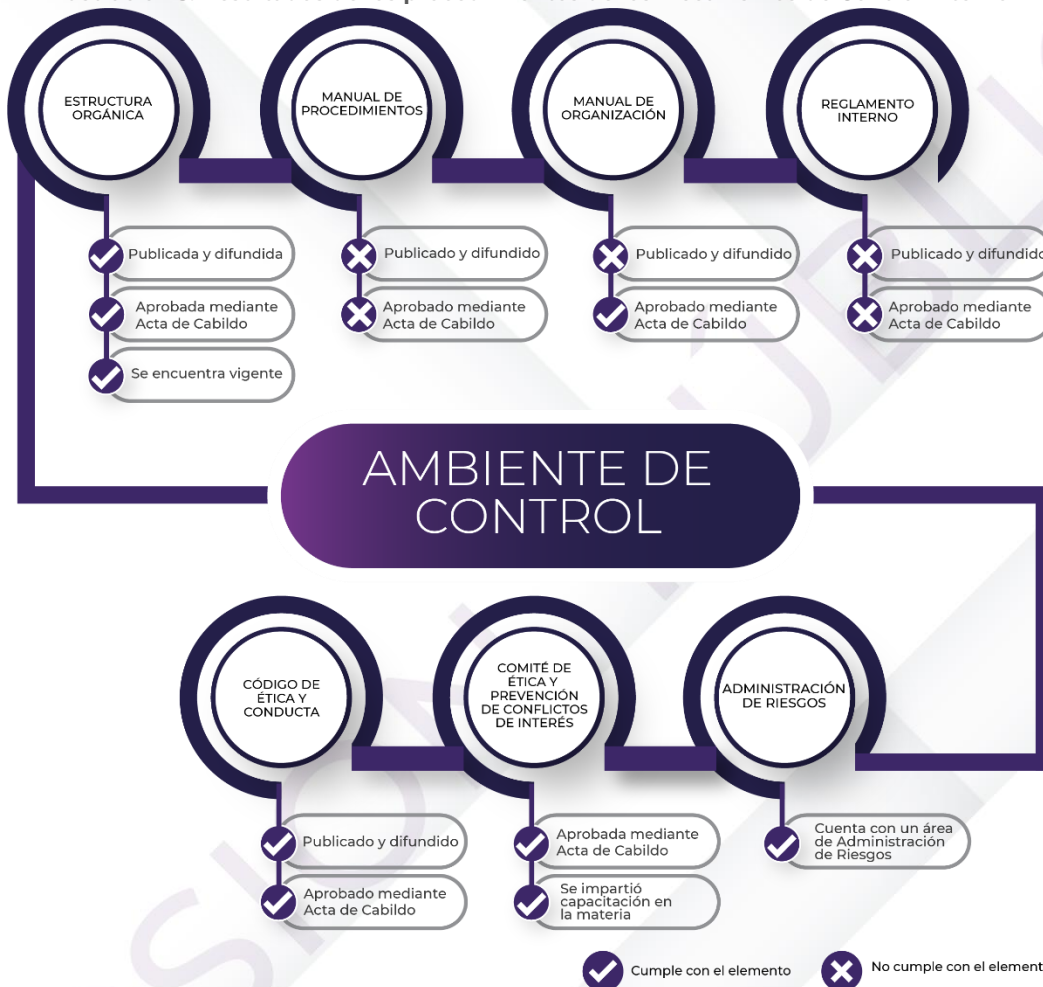 ESTRUCTURA
ORGÁNICA
MANUAL DE
PROCEDIMIENTOS
MANUAL DE
ORGANIZACIÓN
REGLAMENTO
INTERNO
Publicada y difundida
Aprobada mediante
Acta de Cabildo
Se encuentra vigente
Publicado y difundido
Aprobado mediante
Acta de Cabildo
Publicado y difundido
Aprobado mediante
Acta de Cabildo
Publicado y difundido
Aprobado mediante
Acta de Cabildo
AMBIENTE DE
CONTROL
CÓDIGO DE
ÉTICA Y
CONDUCTA
COMITÉ DE
ÉTICA Y
PREVENCIÓN
DE CONFLICTOS
DE INTERÉS
ADMINISTRACIÓN
DE RIESGOS
Publicado y difundido
Aprobado mediante
Acta de Cabildo
Aprobada mediante
Acta de Cabildo
Se impartió
capacitación en
la materia
Cuenta con un área
de Administración
de Riesgos
Cumple con el elemento
No cumple con el element